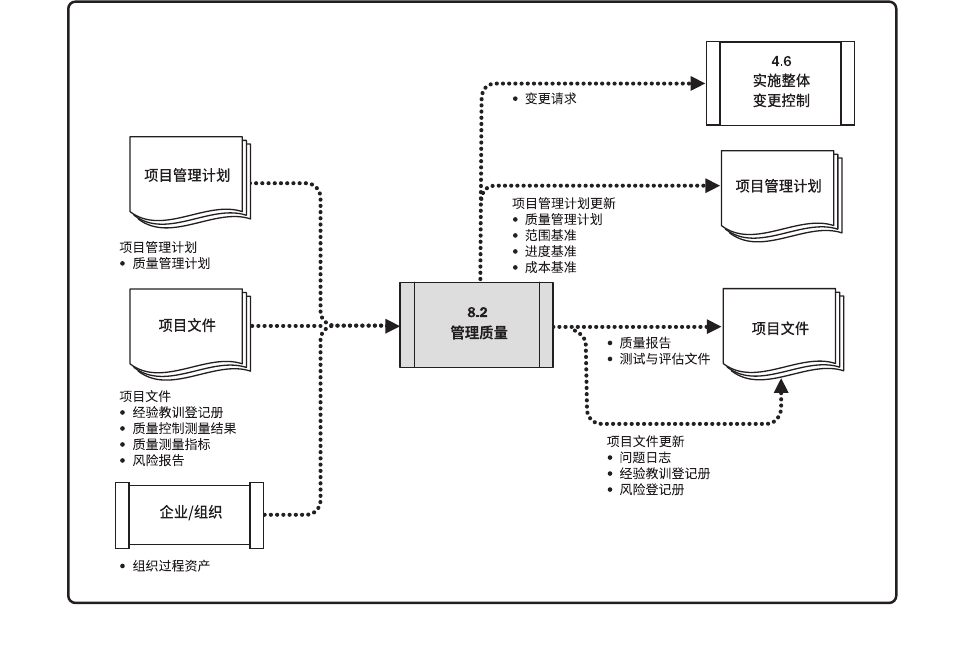 4.6
实施整体
变更控制
• 变更请求
项目管理计划
项目管理计划
• 质量管理计划
项目管理计划
项目管理计划更新
• 质量管理计划
• 范围基准
• 进度基准
• 成本基准
项目文件
项目文件
• 经验教训登记册
• 质量控制测量结果
• 质量测量指标
• 风险报告
8.2
管理质量
项目文件
• 质量报告
• 测试与评估文件
项目文件更新
• 问题日志
• 经验教训登记册
• 风险登记册
企业/组织
• 组织过程资产